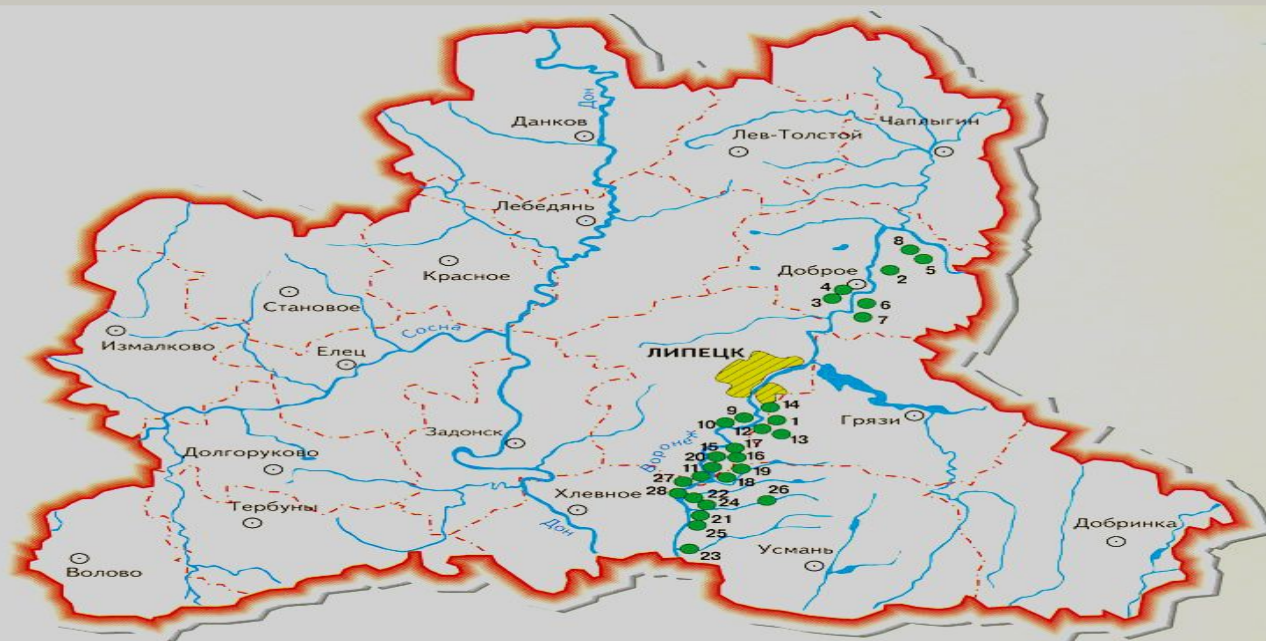 Дон
Данков
Лев-Толстой
Чаплыгин
Лебедянь
Красное
Доброе
8
5
2
4
3
6
7
Становое
Измалково
Сосна
Елец
ЛИПЕЦК
14
9
1
10
12
13
Грязи
Задонск
Воронеж
17
15
16
20
11
19
18
Долгоруково
27
28
22
24
26
Хлевное
Тербуны
21
25
Дон
Добринка
23
Усмань
Волово